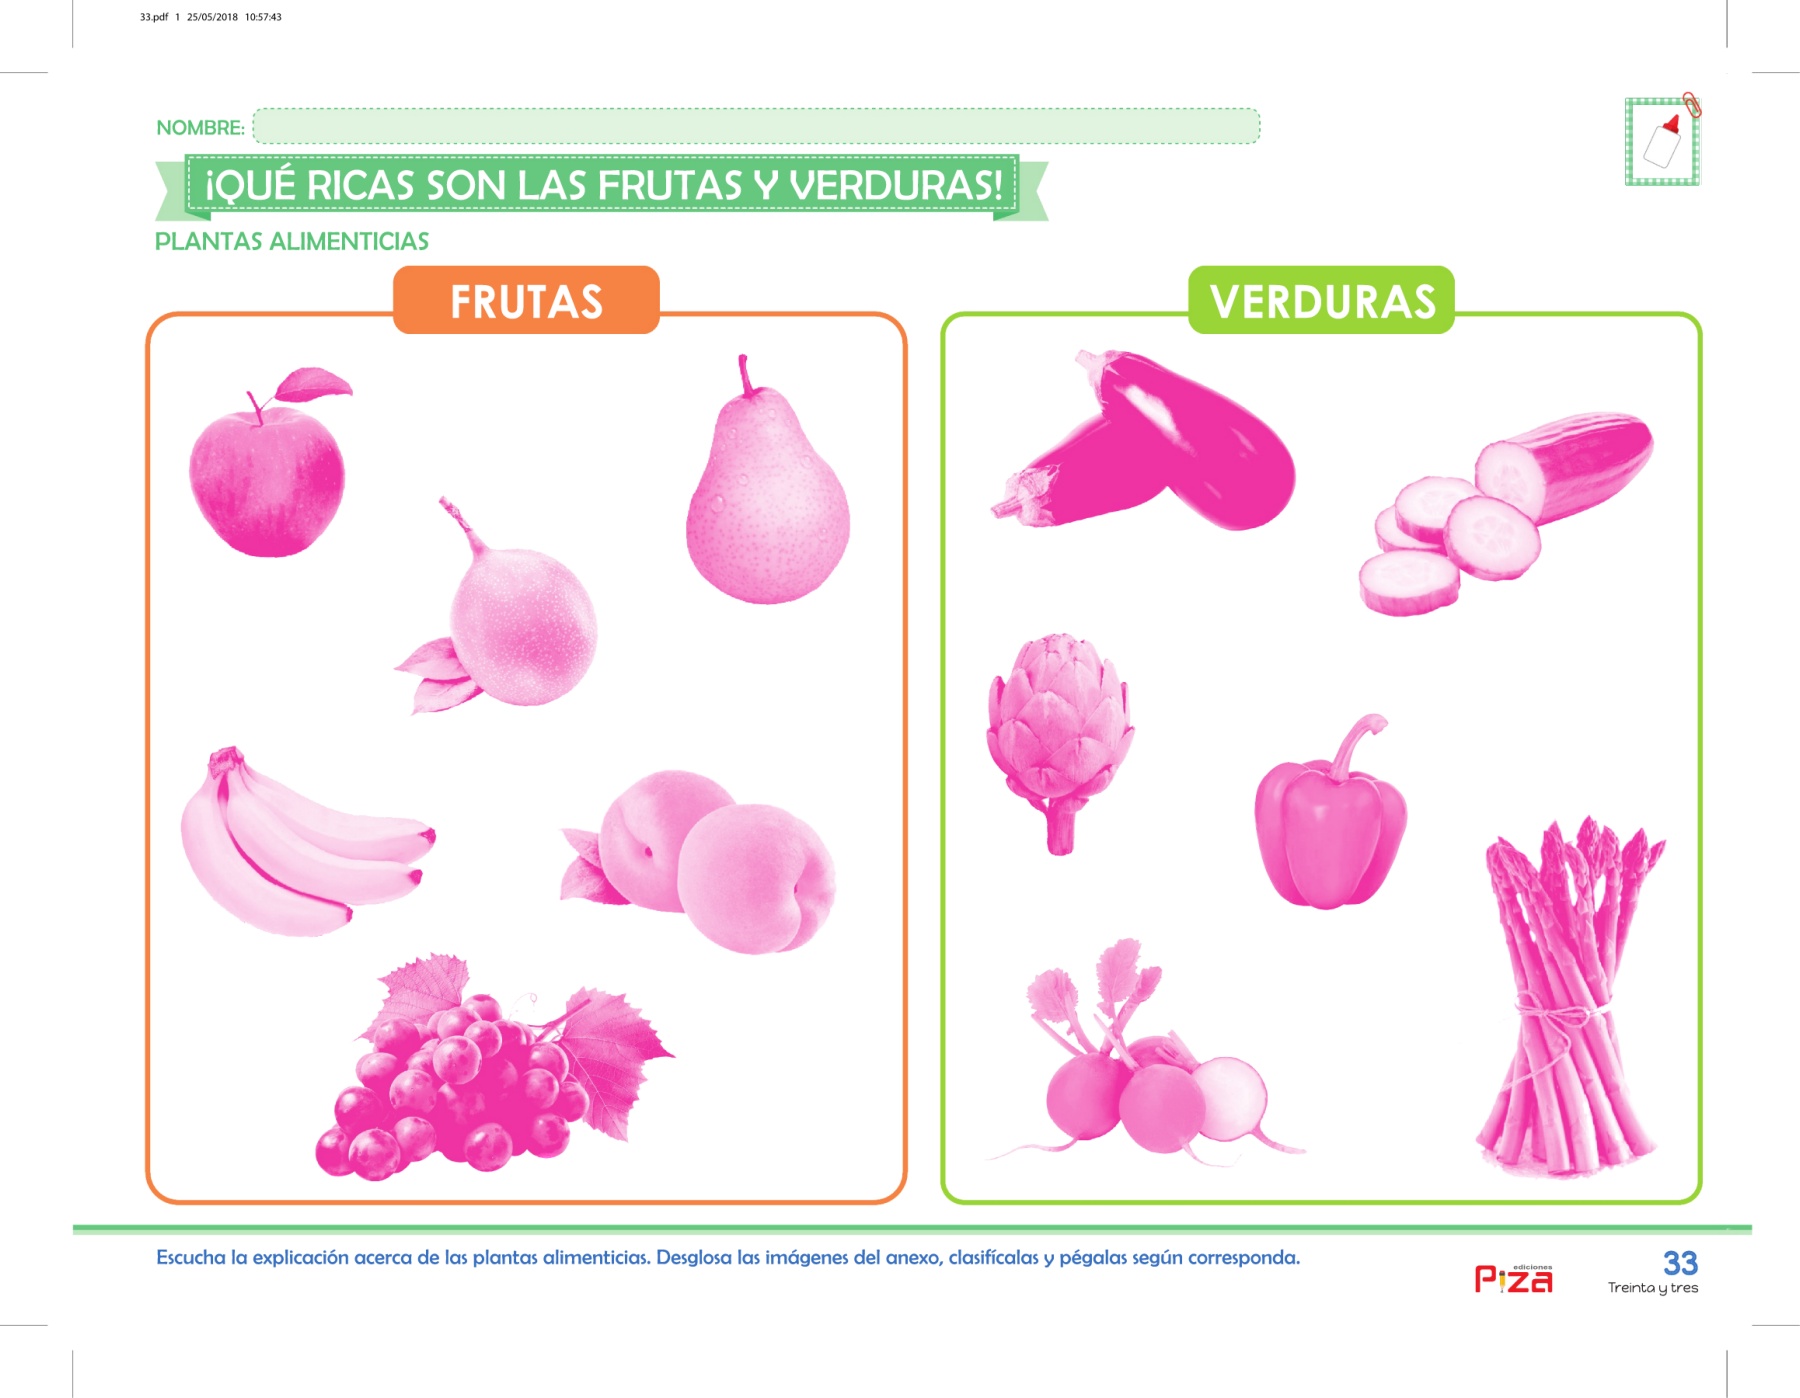 33.pdf 1 25/05/2018 10:57:43
NOMBRE:
¡QUÉ RICAS SON LAS FRUTAS Y VERDURAS!
PLANTAS ALIMENTICIAS
FRUTAS
VERDURAS
Escucha la explicación acerca de las plantas alimenticias. Desglosa las imágenes del anexo, clasifícalas y pégalas según corresponda.
ediciones
Piza
33
Treinta y tres